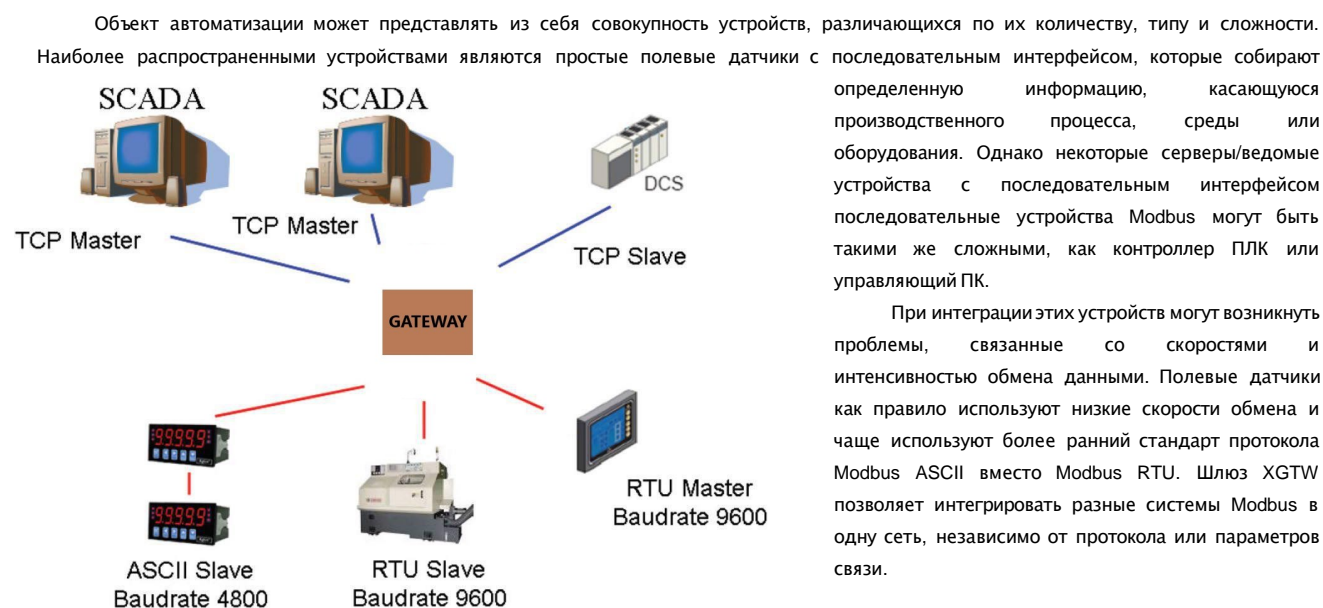 Объект автоматизации может представлять из себя совокупность устройств, различающихся по их количеству, типу и сложности.
Наиболее распространенными устройствами являются простые полевые датчики с последовательным интерфейсом, которые собирают
определенную информацию, касающуюся
производственного процесса, среды или
оборудования. Однако некоторые серверы/ведомые
устройства с последовательным интерфейсом
последовательные устройства Modbus могут быть
такими же сложными, как контроллер ПЛК или
управляющий ПК.
При интеграции этих устройств могут возникнуть
проблемы, связанные со скоростями и
интенсивностью обмена данными. Полевые датчики
как правило используют низкие скорости обмена и
чаще используют более ранний стандарт протокола
Modbus ASCII вместо Modbus RTU. Шлюз XGTW
позволяет интегрировать разные системы Modbus в
одну сеть, независимо от протокола или параметров
связи.
SCADA
SCADA
DCS
TCP Master
TCP Master
TCP Slave
GATEWAY
99999
99999
ASCII Slave
Baudrate 4800
RTU Slave
Baudrate 9600
RTU Master
Baudrate 9600